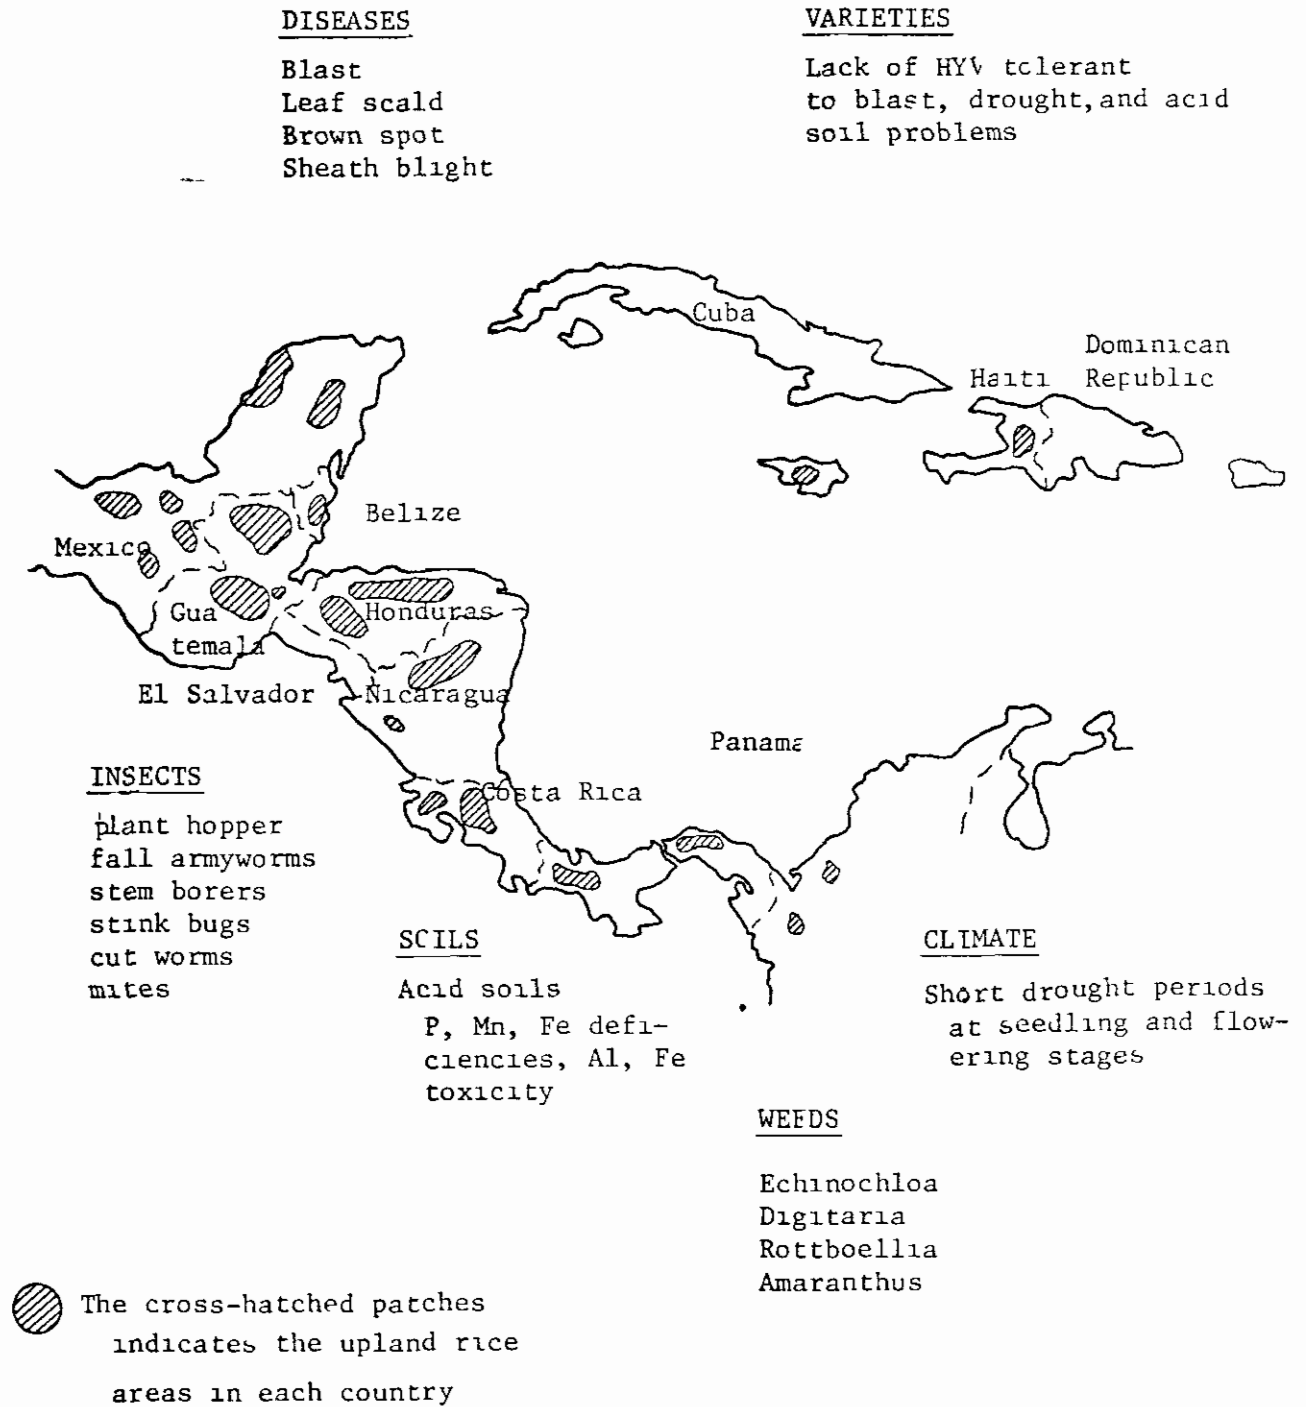 DISEASES
Blast
Leaf scald
Brown spot
Sheath blight
VARIETIES
Lack of HYV tclerant
to blast, drought, and acid
soil problems
Cuba
Dominican
Republic
Haiti
Belize
Mexico
Gua
temala
Honduras
El Salvador
Nicaragua
Panama
Costa Rica
INSECTS
plant hopper
fall armyworms
stem borers
stink bugs
cut worms
mites
SCILS
Acid soils
P, Mn, Fe defi-
ciencies, Al, Fe
toxicity
CLIMATE
Short drought periods
at seedling and flow-
ering stages
WEEDS
Echinochloa
Digitaria
Rottboellia
Amaranthus
The cross-hatched patches
indicates the upland rice
areas in each country